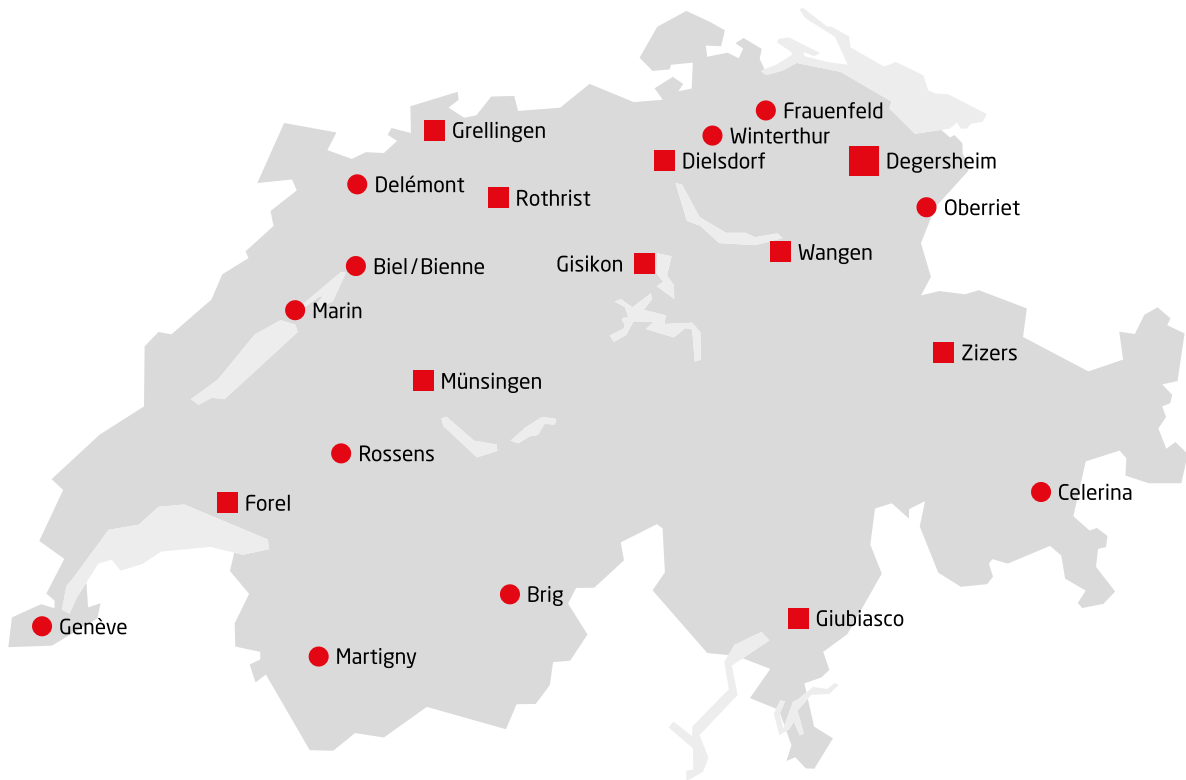 Frauenfeld
Grellingen
Winterthur
Dielsdorf
Degersheim
Delémont
Rothrist
Oberriet
Wangen
Gisikon
Biel/Bienne
Marin
Zizers
Münsingen
Rossens
Celerina
Forel
Brig
Giubiasco
Genève
Martigny